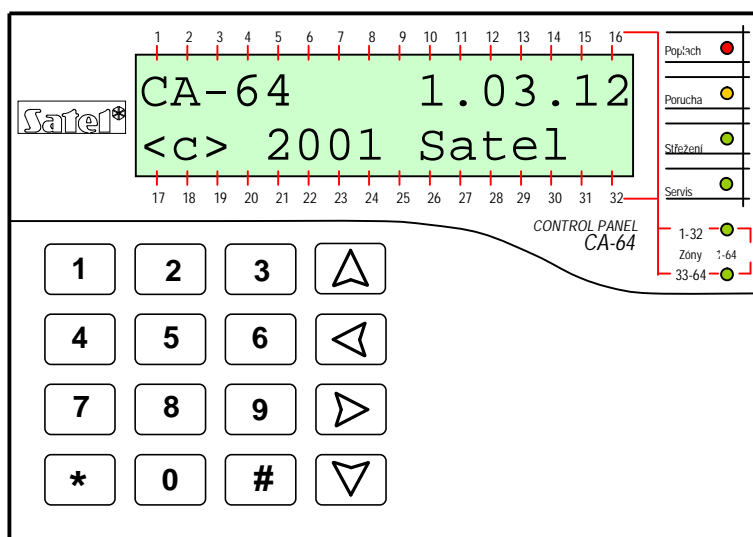 1 2 3 4 5 6 7 8 9 10 11 12 13 14 15 16
CA-64 1.03.12
<c> 2001 Satel
17 18 19 20 21 22 23 24 25 26 27 28 29 30 31 32
Satel
Poplach
Porucha
Střežení
Servis
CONTROL PANEL
CA-64
1-32
Zóny 1-64
33-64
1 2 3
4 5 6
7 8 9
* 0 #